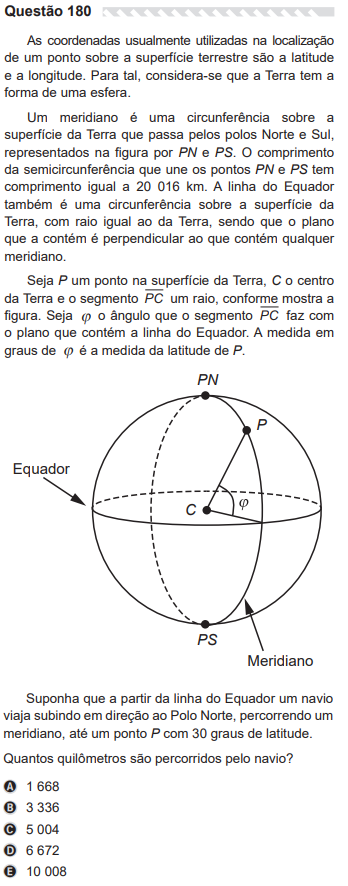 Questão 180
As coordenadas usualmente utilizadas na localização
de um ponto sobre a superfície terrestre são a latitude
e a longitude. Para tal, considera-se que a Terra tem a
forma de uma esfera.
Um meridiano é uma circunferência sobre a
superfície da Terra que passa pelos polos Norte e Sul,
representados na figura por PN e PS. O comprimento
da semicircunferência que une os pontos PN e PS tem
comprimento igual a 20 016 km. A linha do Equador
também é uma circunferência sobre a superfície da
Terra, com raio igual ao da Terra, sendo que o plano
que a contém é perpendicular ao que contém qualquer
meridiano.
Seja P um ponto na superfície da Terra, C o centro
da Terra e o segmento PC um raio, conforme mostra a
figura. Seja φ o ângulo que o segmento PC faz com
o plano que contém a linha do Equador. A medida em
graus de φ é a medida da latitude de P.
PN
P
Equador
C
φ
PS
Meridiano
Suponha que a partir da linha do Equador um navio
viaja subindo em direção ao Polo Norte, percorrendo um
meridiano, até um ponto P com 30 graus de latitude.
Quantos quilômetros são percorridos pelo navio?
A 1 668
B 3 336
C 5 004
D 6 672
E 10 008